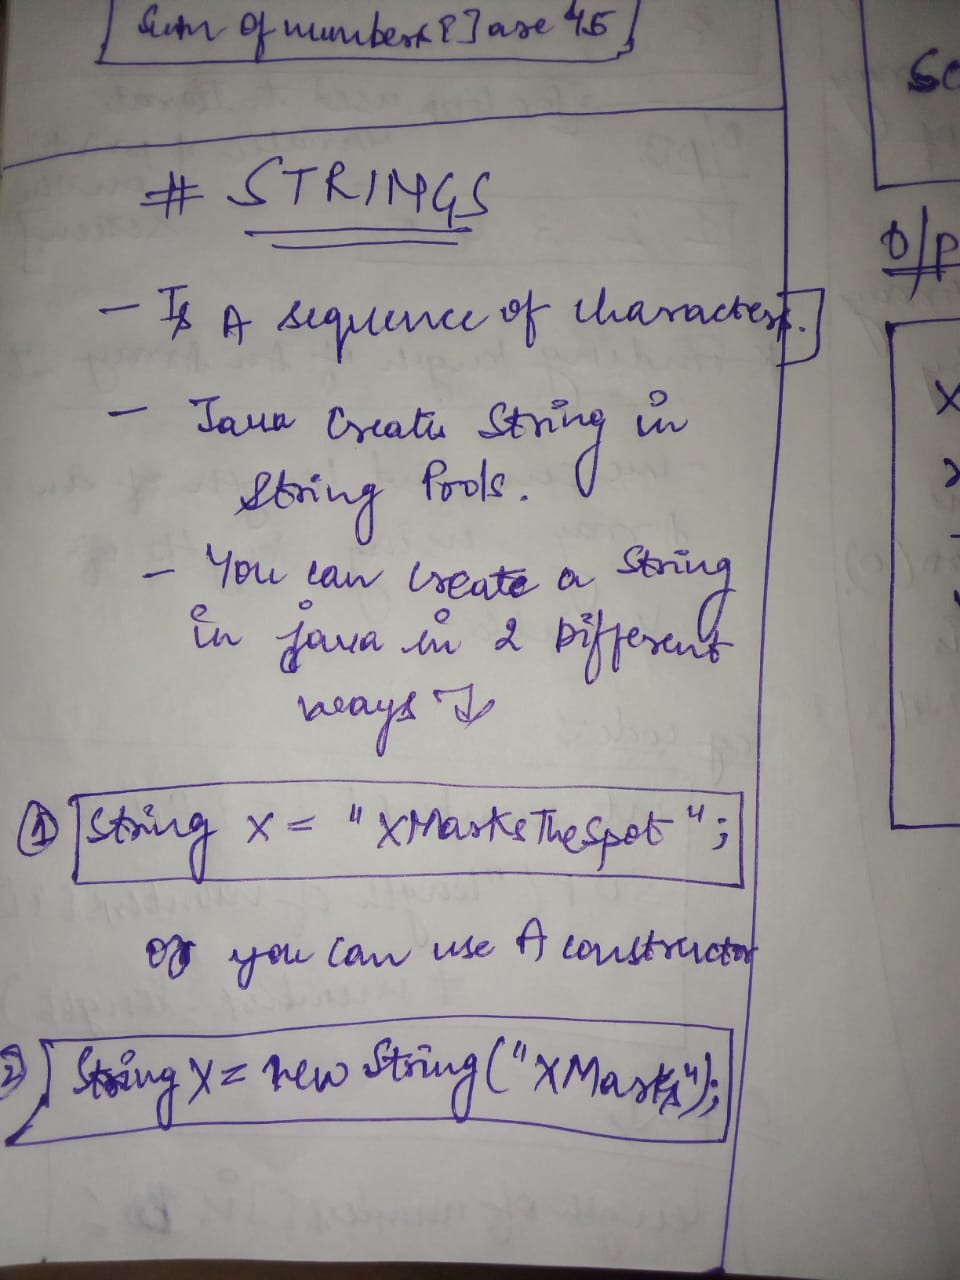 Sum of numbers[] are 45
# STRINGS
- Is A sequence of characters.]
- Java Create String in
String Pools.
- You can create a String
in java in 2 Different
ways
① String x = "XMarksTheSpot";
or you can use A constructor
2) String X = new String("XMarks");
So
O/P
X